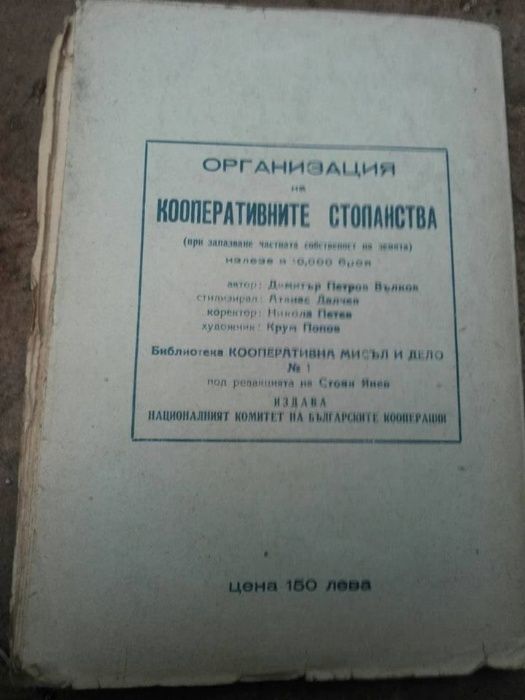 ОРГАНИЗАЦИЯ
на
КООПЕРАТИВНИТЕ СТОПАНСТВА
(при запазване частната собственост на земята)
излезе в 10,000 броя
автор: Димитър Петров Вълков
стилизирал: Атанас Далчев
коректор: Никола Петев
художник: Крум Попов
Библиотека КООПЕРАТИВНА МИСЪЛ И ДЕЛО
№ 1
под редакцията на Стоян Янев
ИЗДАВА
НАЦИОНАЛНИЯТ КОМИТЕТ НА БЪЛГАРСКИТЕ КООПЕРАЦИИ
цена 150 лева